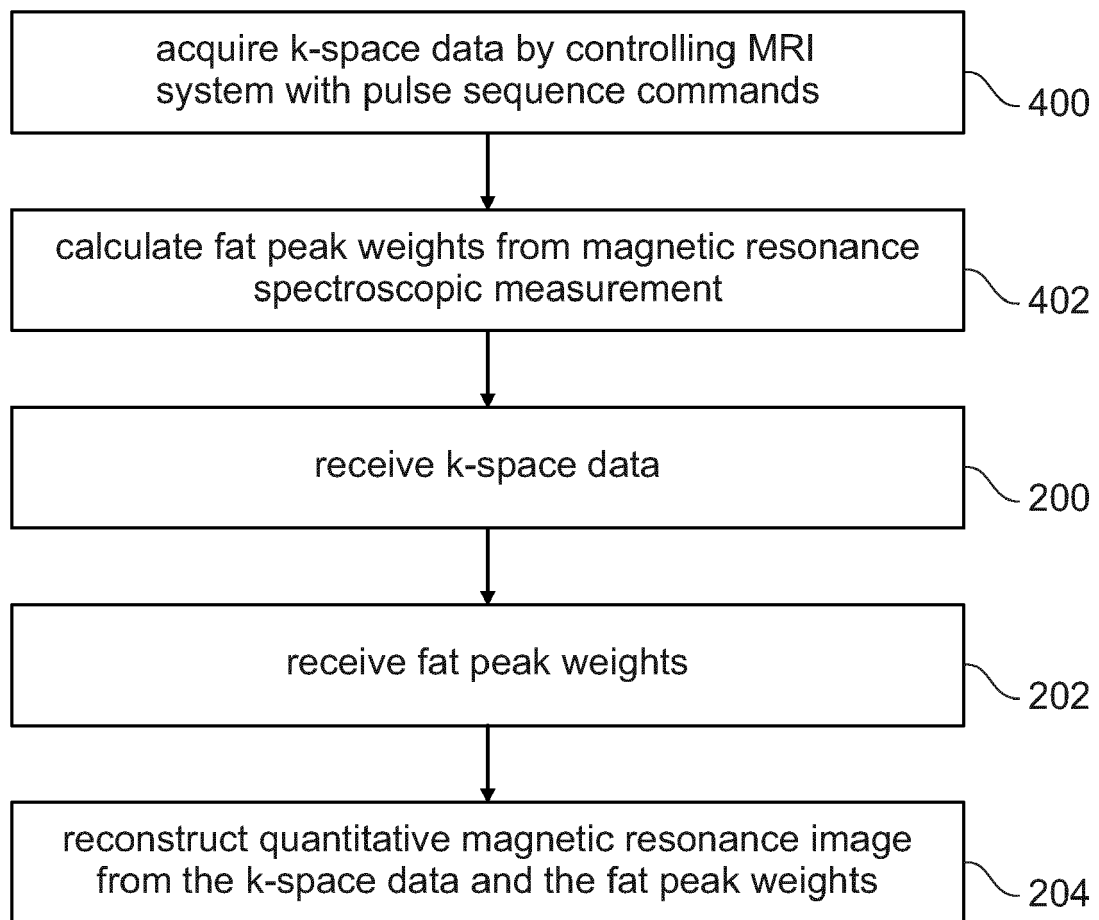 acquire k-space data by controlling MRI
system with pulse sequence commands
400
calculate fat peak weights from magnetic resonance
spectroscopic measurement
402
receive k-space data
200
receive fat peak weights
202
reconstruct quantitative magnetic resonance image
from the k-space data and the fat peak weights
204